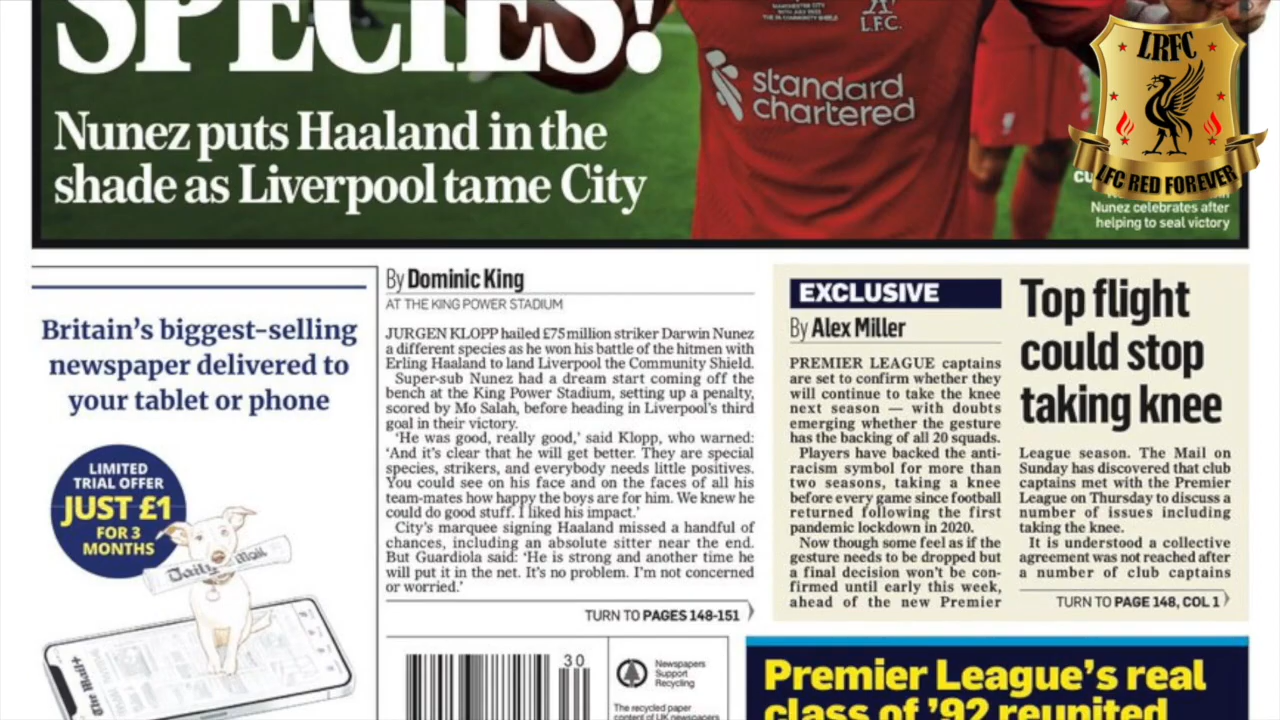 SPECIES!
Nunez puts Haaland in the
shade as Liverpool tame City
L.F.C.
standard
chartered
LRFC
LFC RED FOREVER
Nunez celebrates after
helping to seal victory
Britain's biggest-selling
newspaper delivered to
your tablet or phone
LIMITED
TRIAL OFFER
JUST £1
FOR 3
MONTHS
Daily Mail
The Mail+
By Dominic King
AT THE KING POWER STADIUM
JURGEN KLOPP hailed £75million striker Darwin Nunez
a different species as he won his battle of the hitmen with
Erling Haaland to land Liverpool the Community Shield.
Super-sub Nunez had a dream start coming off the
bench at the King Power Stadium, setting up a penalty,
scored by Mo Salah, before heading in Liverpool's third
goal in their victory.
'He was good, really good,' said Klopp, who warned:
'And it's clear that he will get better. They are special
species, strikers, and everybody needs little positives.
You could see on his face and on the faces of all his
team-mates how happy the boys are for him. We knew he
could do good stuff. I liked his impact.'
City's marquee signing Haaland missed a handful of
chances, including an absolute sitter near the end.
But Guardiola said: 'He is strong and another time he
will put it in the net. It's no problem. I'm not concerned
or worried.'
TURN TO PAGES 148-151
EXCLUSIVE
By Alex Miller
PREMIER LEAGUE captains
are set to confirm whether they
will continue to take the knee
next season — with doubts
emerging whether the gesture
has the backing of all 20 squads.
Players have backed the anti-
racism symbol for more than
two seasons, taking a knee
before every game since football
returned following the first
pandemic lockdown in 2020.
Now though some feel as if the
gesture needs to be dropped but
a final decision won't be con-
firmed until early this week,
ahead of the new Premier
Top flight
could stop
taking knee
League season. The Mail on
Sunday has discovered that club
captains met with the Premier
League on Thursday to discuss a
number of issues including
taking the knee.
It is understood a collective
agreement was not reached after
a number of club captains
TURN TO PAGE 148, COL 1
30
Newspapers
Support
Recycling
The recycled paper
content of UK newspapers
Premier League's real
class of '92 reunited